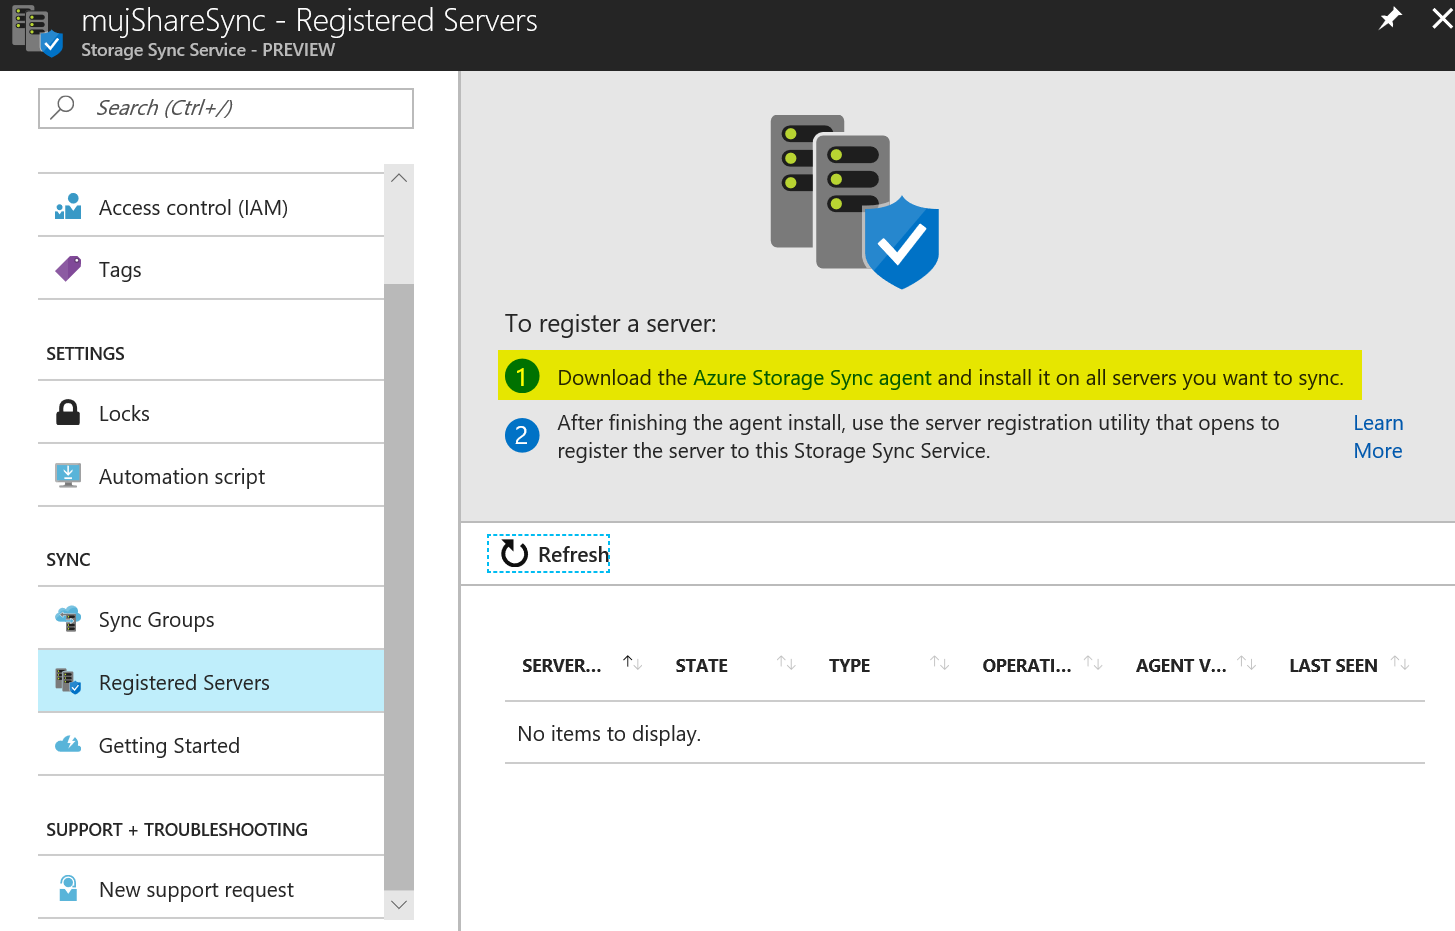 mujShareSync - Registered Servers
Storage Sync Service - PREVIEW
Search (Ctrl+/)
Access control (IAM)
Tags
SETTINGS
Locks
Automation script
SYNC
Sync Groups
Registered Servers
Getting Started
SUPPORT + TROUBLESHOOTING
New support request
To register a server:
1 Download the Azure Storage Sync agent and install it on all servers you want to sync.
2 After finishing the agent install, use the server registration utility that opens to
register the server to this Storage Sync Service.
Learn
More
Refresh
SERVER... STATE TYPE OPERATI... AGENT V... LAST SEEN
No items to display.